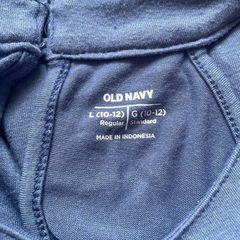 OLD NAVY
L (10-12) | G (10-12)
Regular | Standard
MADE IN INDONESIA